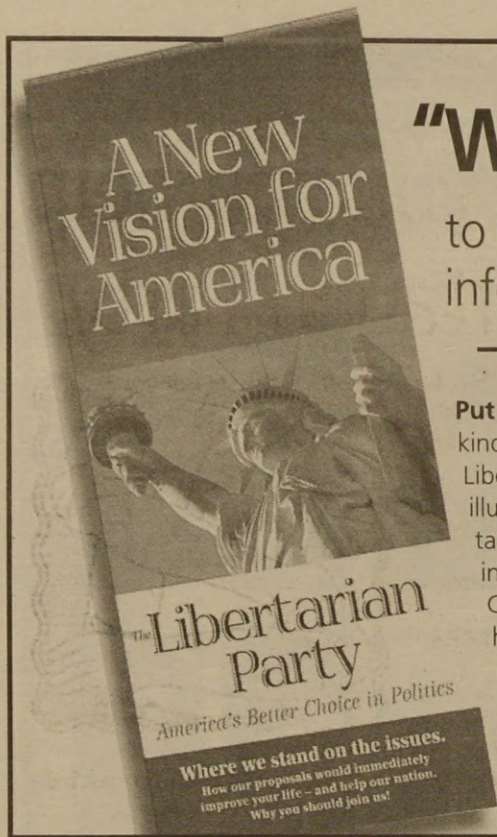 A New
Vision for
America
The Libertarian
Party
America's Better Choice in Politics
Where we stand on the issues.
How our proposals would immediately
improve your life – and help our nation.
Why you should join us!
"W
to
inf
Put
kind
Libe
illu
ta
in